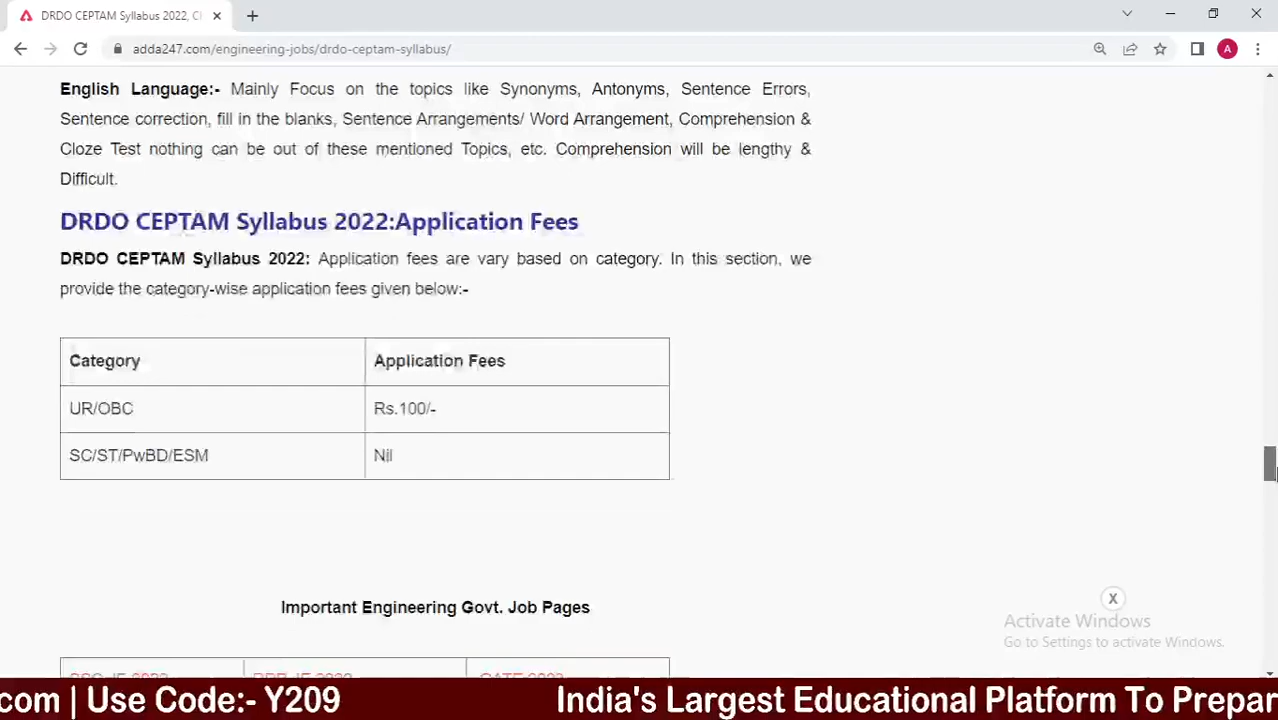 DRDO CEPTAM Syllabus 2022, C
adda247.com/engineering-jobs/drdo-ceptam-syllabus/
A
English Language:- Mainly Focus on the topics like Synonyms, Antonyms, Sentence Errors,
Sentence correction, fill in the blanks, Sentence Arrangements/ Word Arrangement, Comprehension &
Cloze Test nothing can be out of these mentioned Topics, etc. Comprehension will be lengthy &
Difficult.
DRDO CEPTAM Syllabus 2022:Application Fees
DRDO CEPTAM Syllabus 2022: Application fees are vary based on category. In this section, we
provide the category-wise application fees given below:-
Category Application Fees
UR/OBC Rs.100/-
SC/ST/PwBD/ESM Nil
Important Engineering Govt. Job Pages
X
Activate Windows
Go to Settings to activate Windows.
.com | Use Code:- Y209 India's Largest Educational Platform To Prepar